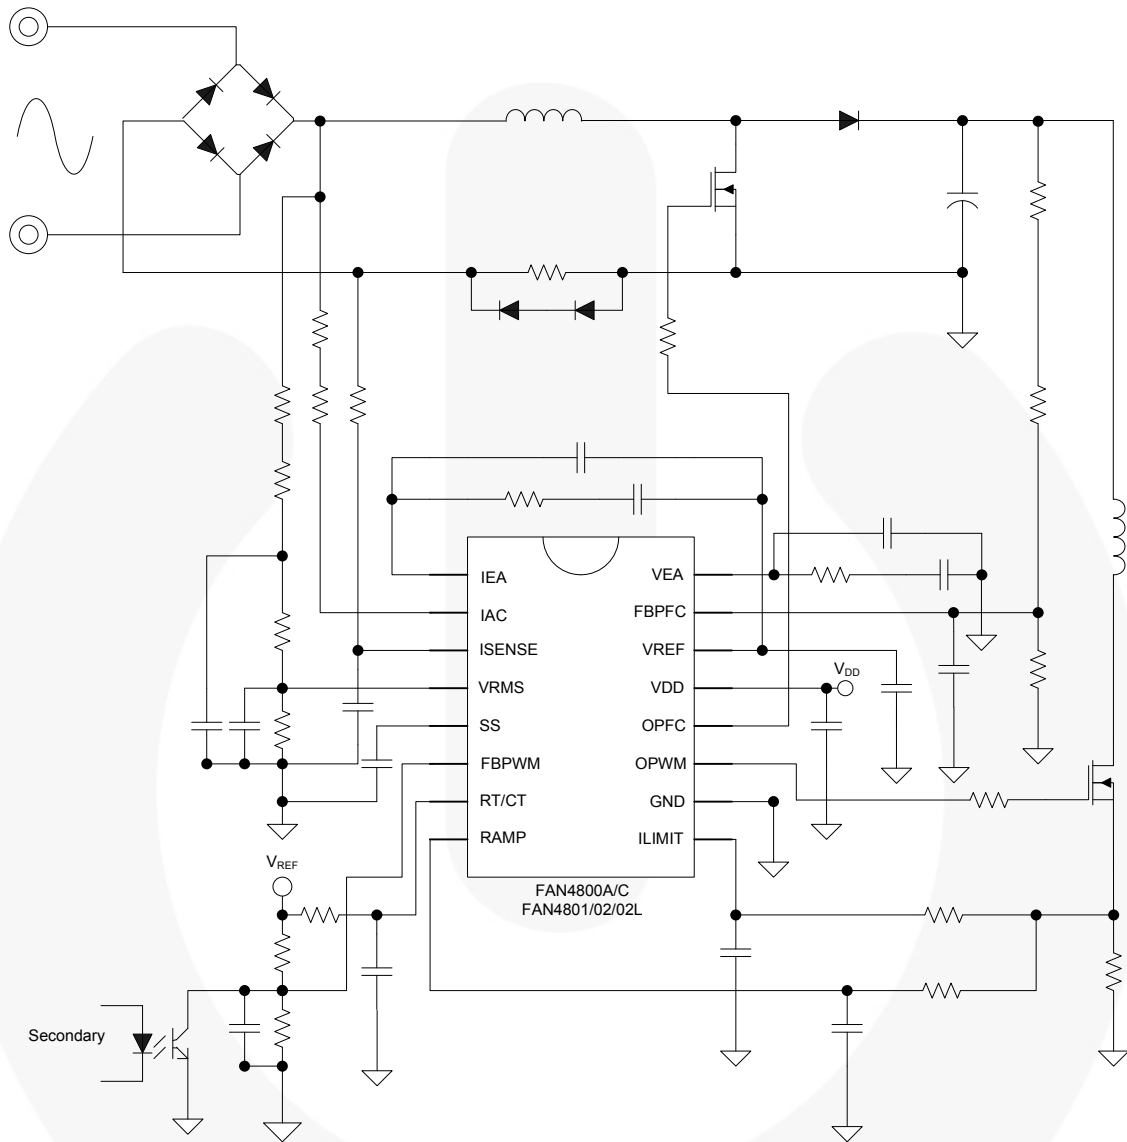 IEA
VEA
IAC
FBPFC
ISENSE
VREF
VRMS
VDD
VDD
SS
OPFC
FBPWM
OPWM
RT/CT
GND
RAMP
ILIMIT
VREF
FAN4800A/C
FAN4801/02/02L
Secondary